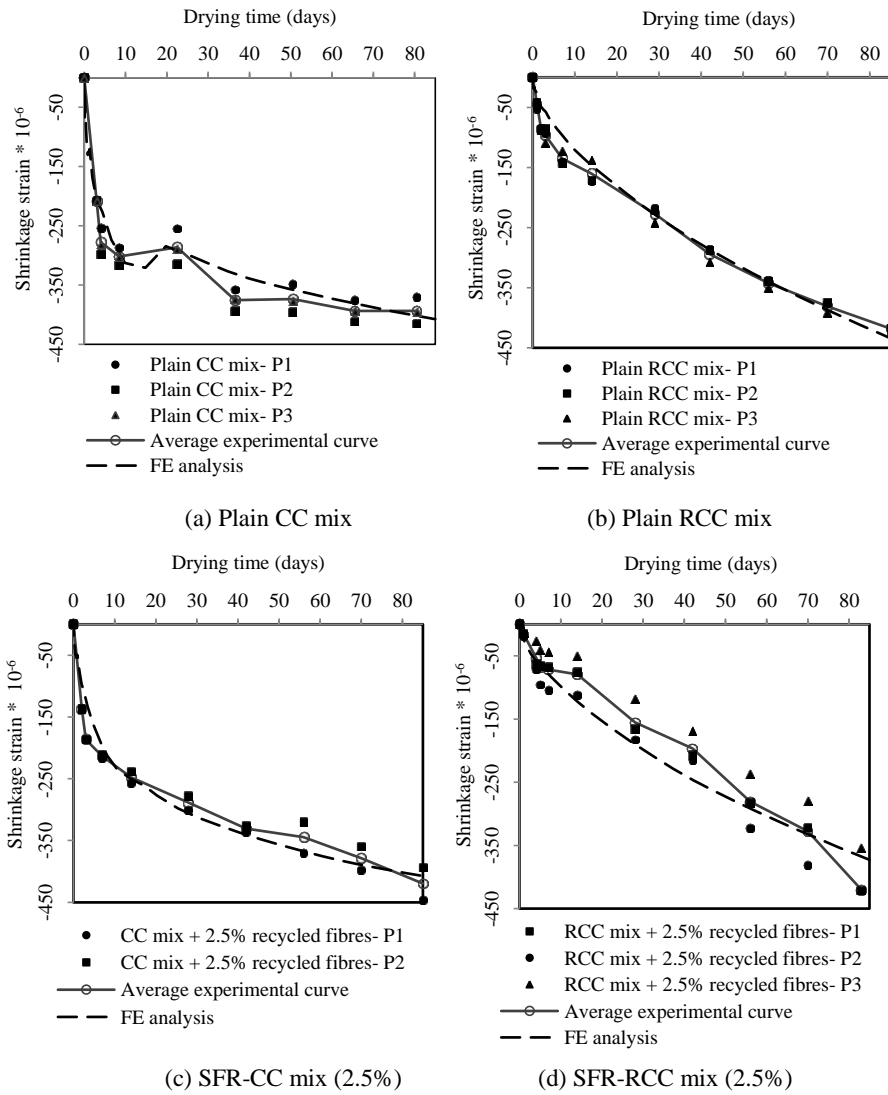 Drying time (days)
0 10 20 30 40 50 60 70 80
Shrinkage strain * 10-6
-50
-150
-250
-350
-450
Plain CC mix- P1
Plain CC mix- P2
Plain CC mix- P3
Average experimental curve
FE analysis
(a) Plain CC mix
Drying time (days)
0 10 20 30 40 50 60 70 80
Shrinkage strain * 10-6
-50
-150
-250
-350
-450
Plain RCC mix- P1
Plain RCC mix- P2
Plain RCC mix- P3
Average experimental curve
FE analysis
(b) Plain RCC mix
Drying time (days)
0 10 20 30 40 50 60 70 80
Shrinkage strain * 10-6
-50
-150
-250
-350
-450
CC mix + 2.5% recycled fibres- P1
CC mix + 2.5% recycled fibres- P2
Average experimental curve
FE analysis
(c) SFR-CC mix (2.5%)
Drying time (days)
0 10 20 30 40 50 60 70 80
Shrinkage strain * 10-6
-50
-150
-250
-350
-450
RCC mix + 2.5% recycled fibres- P1
RCC mix + 2.5% recycled fibres- P2
RCC mix + 2.5% recycled fibres- P3
Average experimental curve
FE analysis
(d) SFR-RCC mix (2.5%)